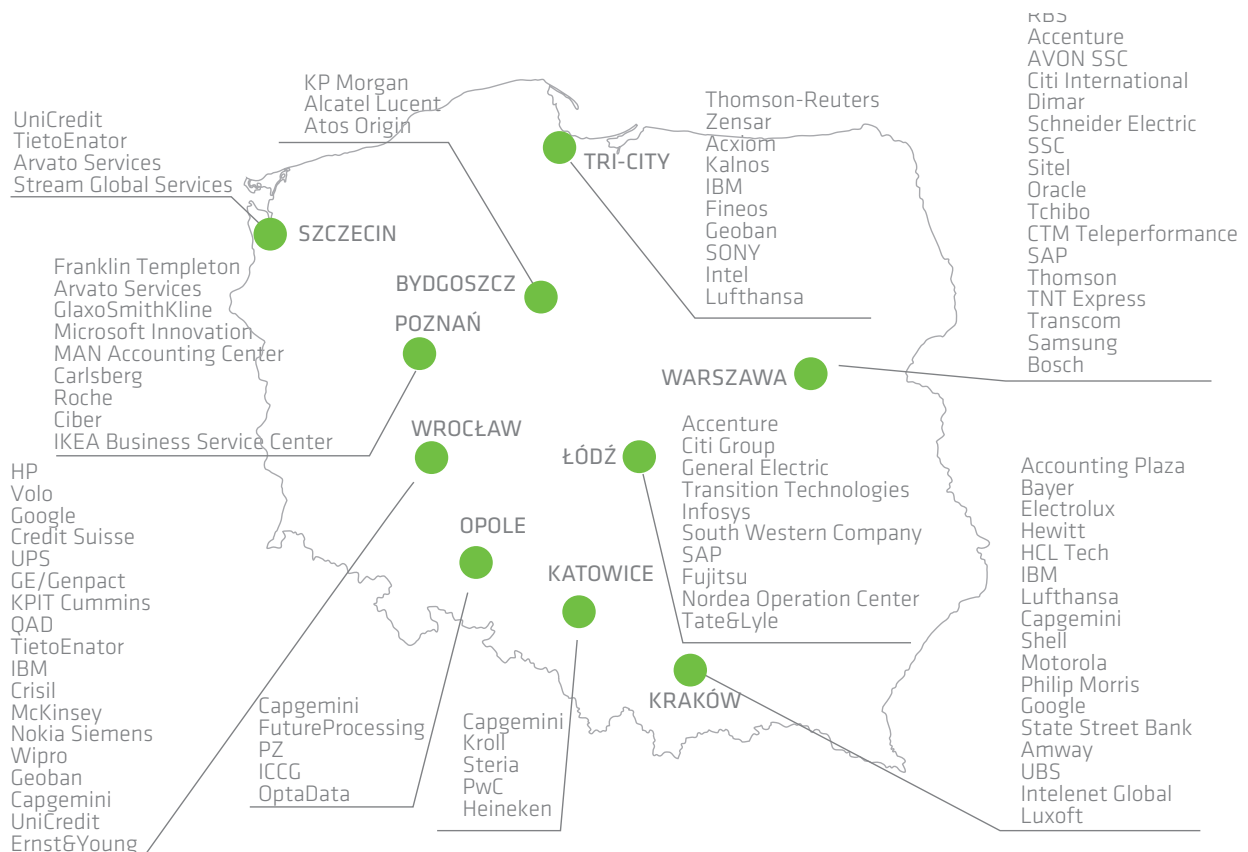 KP Morgan
Alcatel Lucent
Atos Origin
UniCredit
TietoEnator
Arvato Services
Stream Global Services
SZCZECIN
Thomson-Reuters
Zensar
Acxiom
Kalnos
IBM
Fineos
Geoban
SONY
Intel
Lufthansa
TRI-CITY
RBS
Accenture
AVON SSC
Citi International
Dimar
Schneider Electric
SSC
Sitel
Oracle
Tchibo
CTM Teleperformance
SAP
Thomson
TNT Express
Transcom
Samsung
Bosch
WARSZAWA
BYDGOSZCZ
Franklin Templeton
Arvato Services
GlaxoSmithKline
Microsoft Innovation
MAN Accounting Center
Carlsberg
Roche
Ciber
IKEA Business Service Center
POZNAŃ
WROCŁAW
HP
Volo
Google
Credit Suisse
UPS
GE/Genpact
KPIT Cummins
QAD
TietoEnator
IBM
Crisil
McKinsey
Nokia Siemens
Wipro
Geoban
Capgemini
UniCredit
Ernst&Young
ŁÓDŹ
Accenture
Citi Group
General Electric
Transition Technologies
Infosys
South Western Company
SAP
Fujitsu
Nordea Operation Center
Tate&Lyle
OPOLE
Capgemini
FutureProcessing
PZ
ICCG
OptaData
KATOWICE
Capgemini
Kroll
Steria
PwC
Heineken
KRAKÓW
Accounting Plaza
Bayer
Electrolux
Hewitt
HCL Tech
IBM
Lufthansa
Capgemini
Shell
Motorola
Philip Morris
Google
State Street Bank
Amway
UBS
Intelenet Global
Luxoft